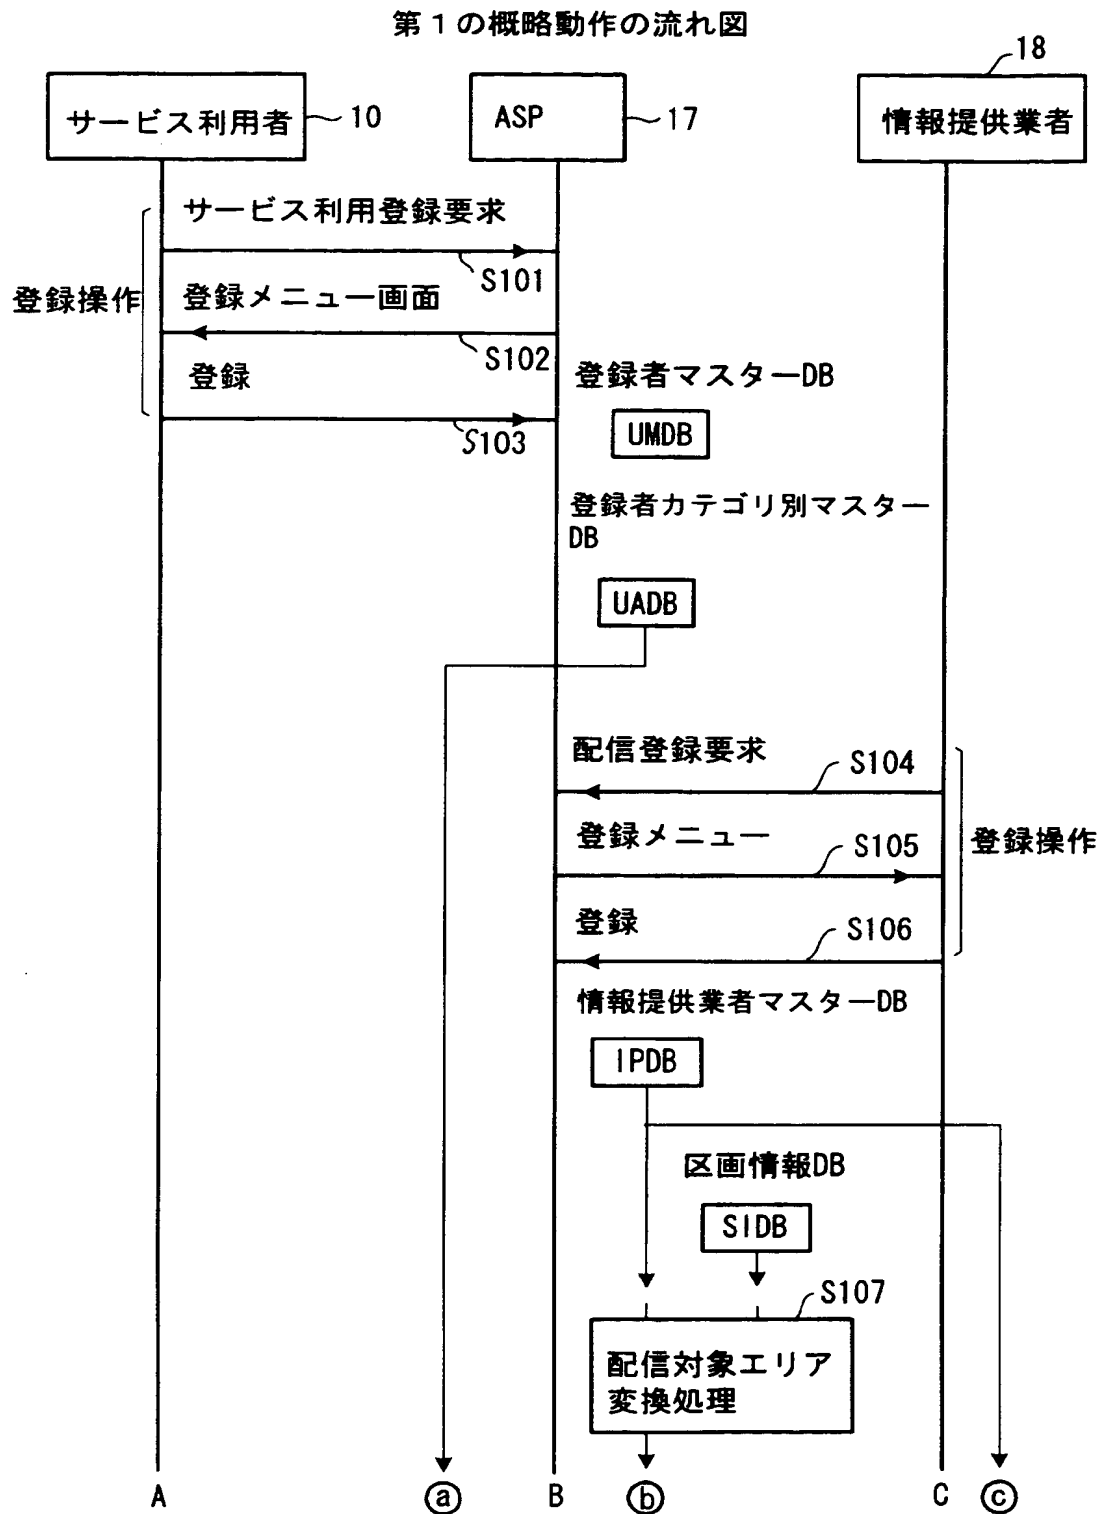 第1の概略動作の流れ図
18
サービス利用者
10
ASP
17
情報提供業者
サービス利用登録要求
S101
登録操作
登録メニュー画面
S102
登録
登録者マスターDB
S103
UMDB
登録者カテゴリ別マスター
DB
UADB
配信登録要求
S104
登録メニュー
S105
登録操作
登録
S106
情報提供業者マスターDB
IPDB
区画情報DB
SIDB
S107
配信対象エリア
変換処理
A
ⓐ
B
ⓑ
C
ⓒ